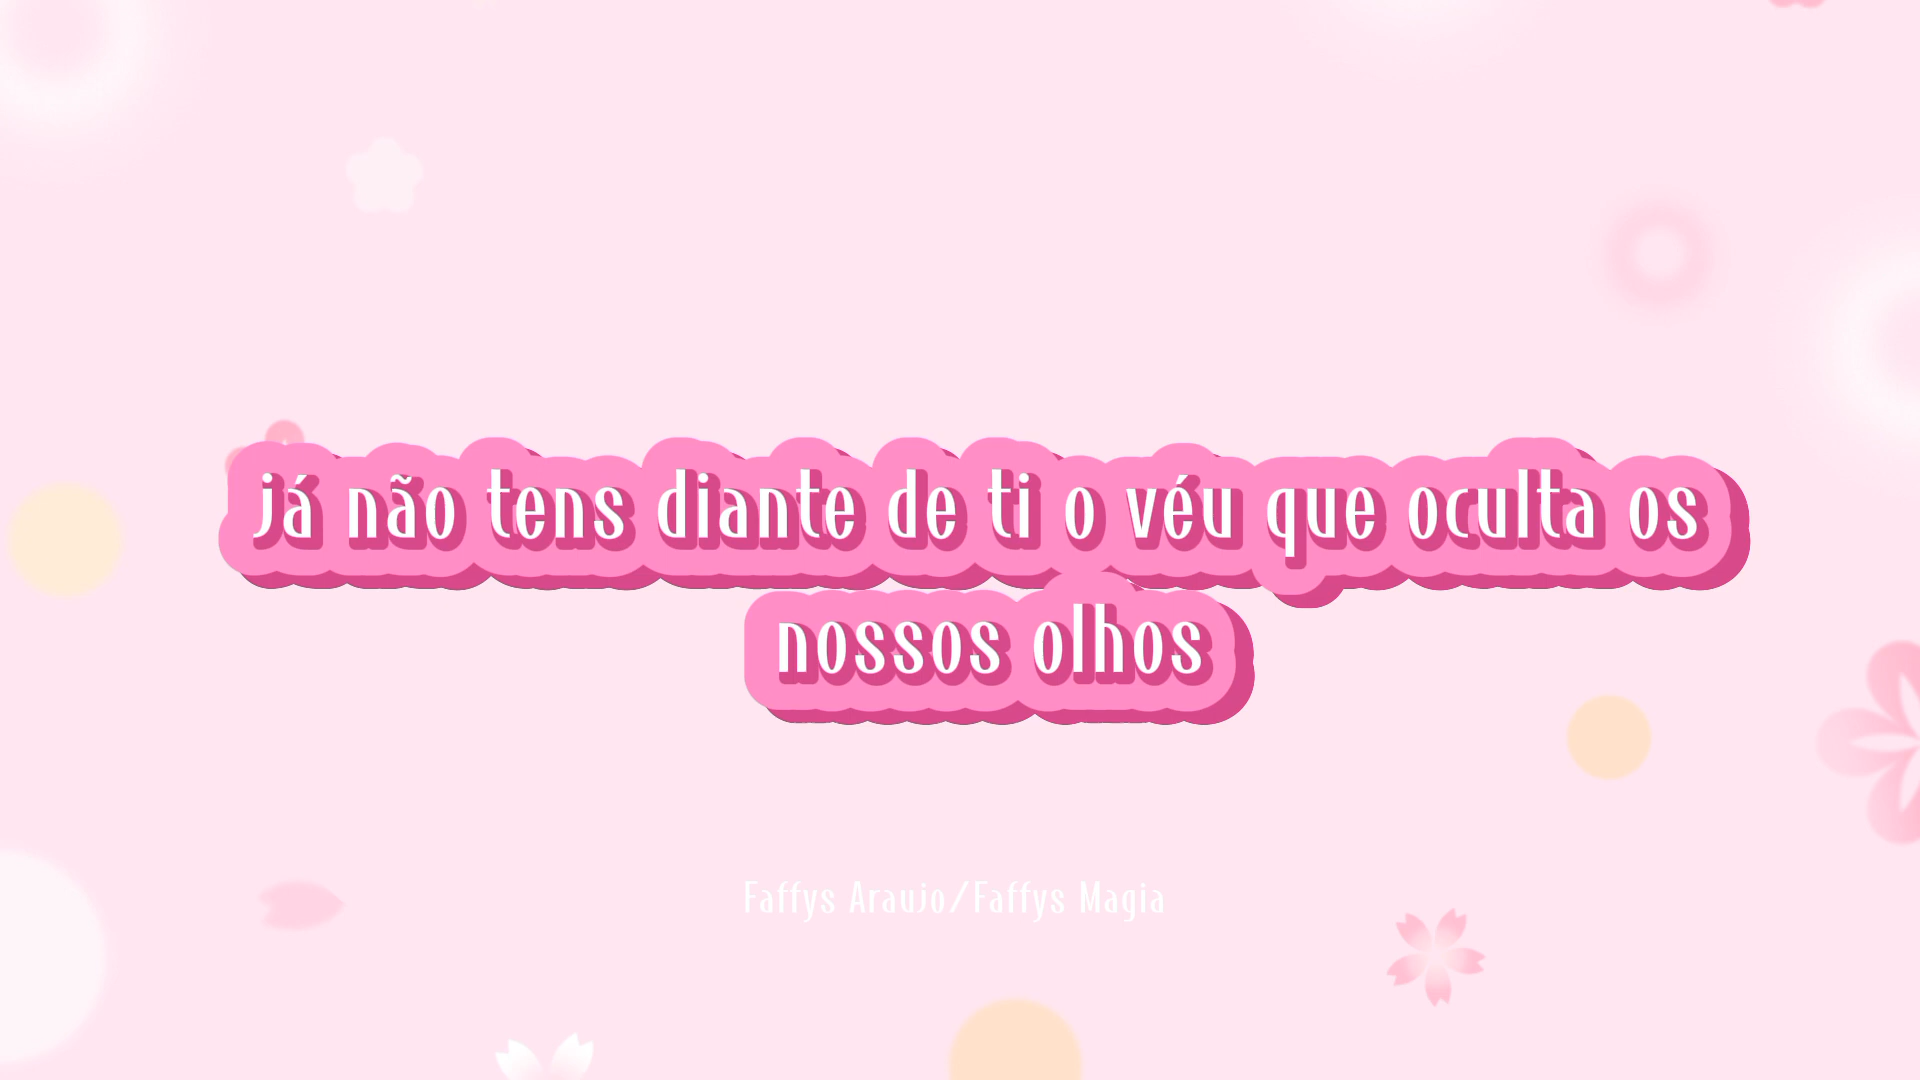 já não tens diante de ti o véu que oculta os
nossos olhos
Faffys Araujo/Faffys Magia